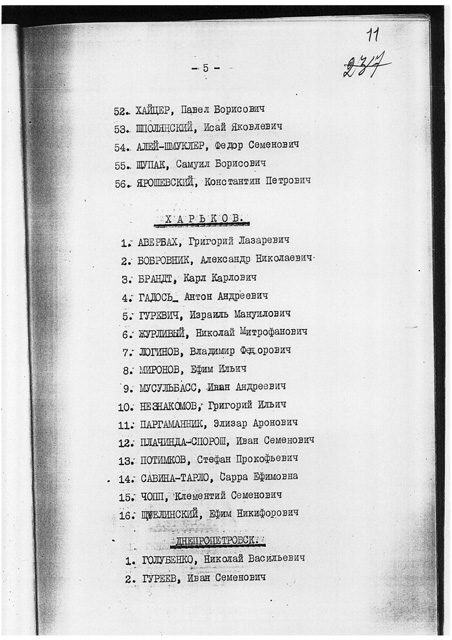 11
237
- 5 -
52. ХАЙЦЕР, Павел Борисович
53. ШПОЛЯНСКИЙ, Исай Яковлевич
54. АЛЕЙ-ШМУКЛЕР, Федор Семенович
55. ЩУПАК, Самуил Борисович
56. ЯРОШЕВСКИЙ, Константин Петрович
ХАРЬКОВ.
1. АВЕРБАХ, Григорий Лазаревич
2. БОБРОВНИК, Александр Николаевич
3. БРАНДТ, Карл Карлович
4. ГАЛОСЬ, Антон Андреевич
5. ГУРЕВИЧ, Израиль Мануилович
6. ЖУРЛИВЫЙ, Николай Митрофанович
7. ЛОГИНОВ, Владимир Федорович
8. МИРОНОВ, Ефим Ильич
9. МУСУЛЬБАСС, Иван Андреевич
10. НЕЗНАКОМОВ, Григорий Ильич
11. ПАРГАМАННИК, Элизар Аронович
12. ПЛАЧИНДА-СПОРОШ, Иван Семенович
13. ПОТИМКОВ, Стефан Прокофьевич
14. САВИНА-ТАРЛО, Сарра Ефимовна
15. ЧОПП, Клементий Семенович
16. Ефим Никифорович
ДНЕПРОПЕТРОВСК.
1. ГОЛУБЕНКО, Николай Васильевич
2. ГУРЕЕВ, Иван Семенович